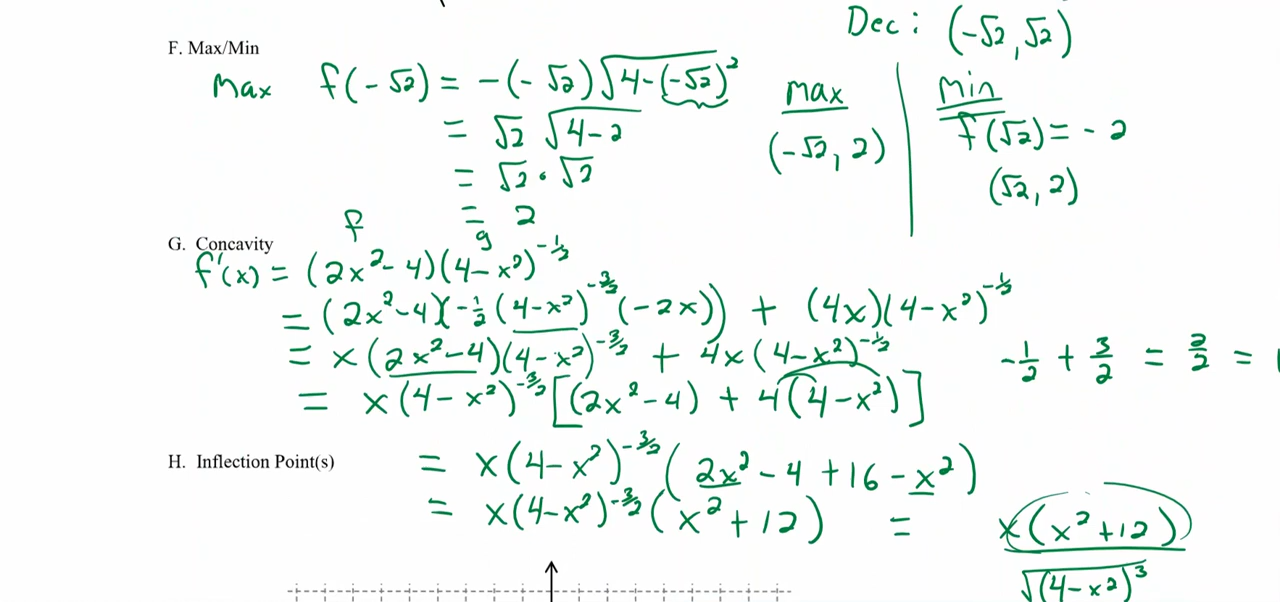 Dec: (-√2, √2)
F. Max/Min
Max f(-√2) = -(-√2)√4-(-√2)²
= √2 √4-2
= √2 • √2
= 2
max
(-√2, 2)
Min
f(√2) = -2
(√2, 2)
G. Concavity
f g
f'(x) = (2x²-4)(4-x²)^-½
= (2x²-4)(-½(4-x²)^-3/2(-2x)) + (4x)(4-x²)^-½
= x(2x²-4)(4-x²)^-3/2 + 4x(4-x²)^-½
-½ + 3/2 = 2/2 =
= x(4-x²)^-3/2[(2x²-4) + 4(4-x²)]
H. Inflection Point(s)
= x(4-x²)^-3/2(2x²-4+16-x²)
= x(4-x²)^-3/2(x²+12) = x(x²+12)
√(4-x²)³